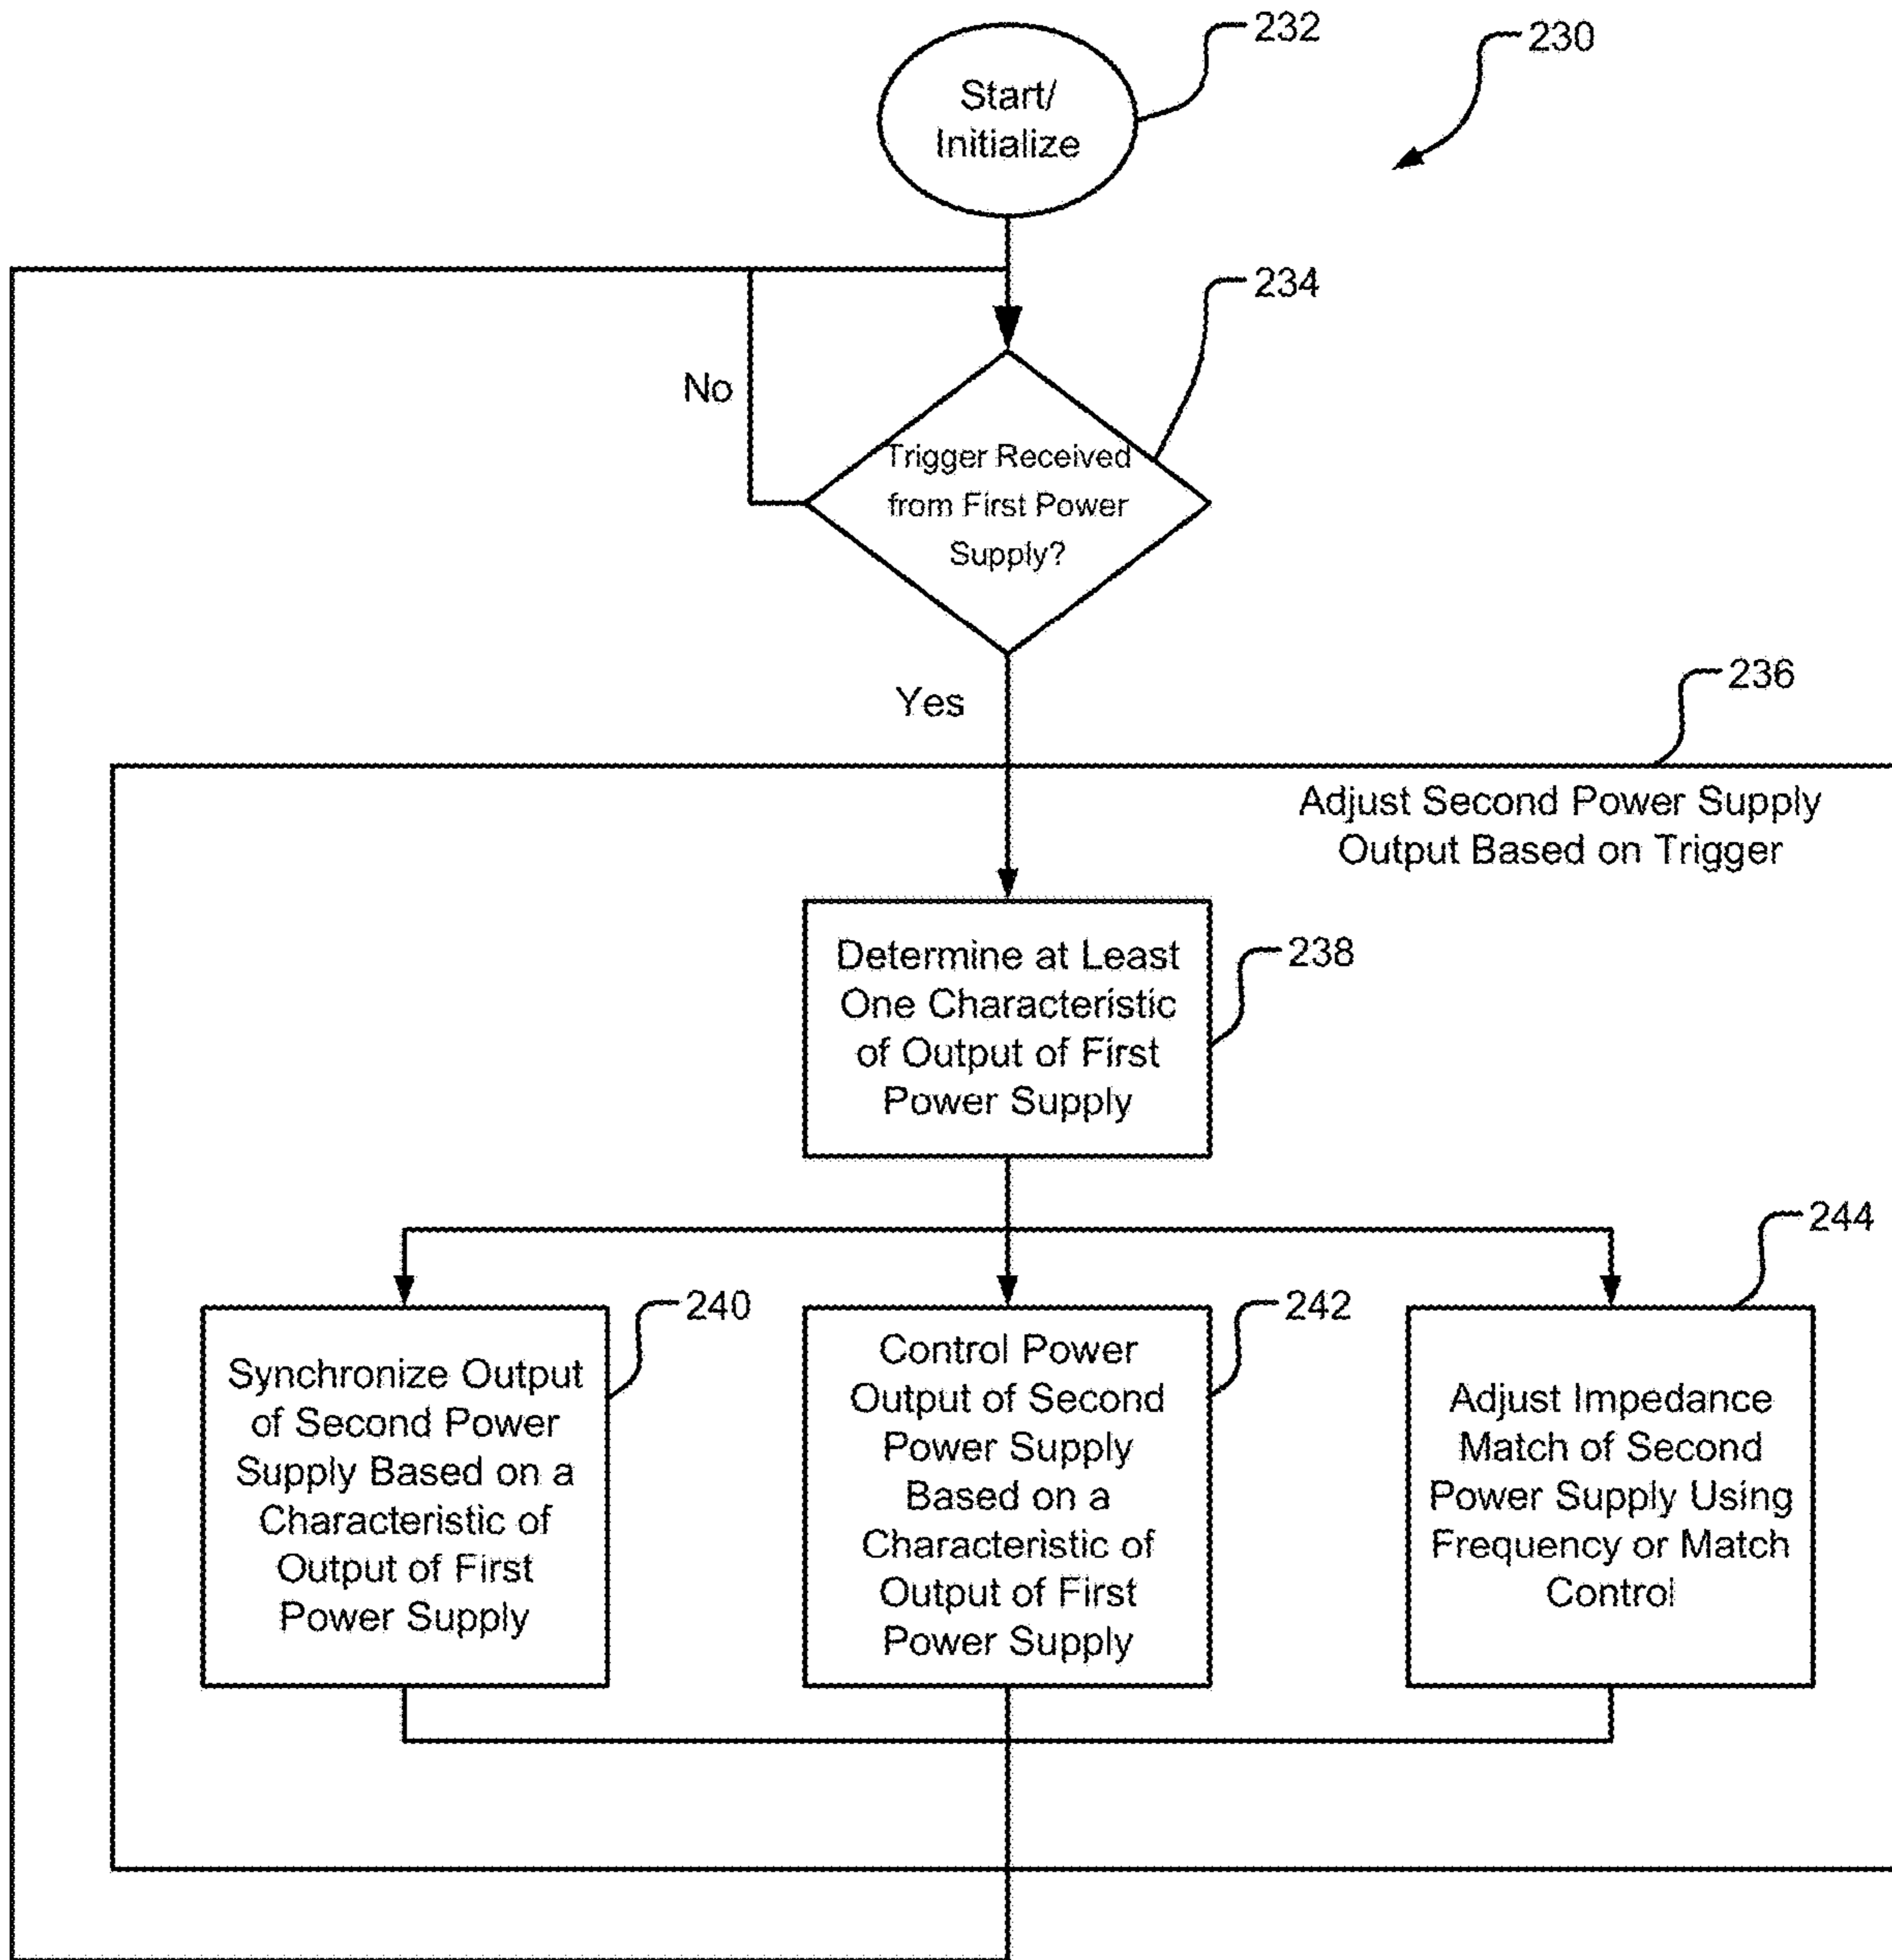 Start/
Initialize
232
230
234
No
Trigger Received
from First Power
Supply?
Yes
236
Adjust Second Power Supply
Output Based on Trigger
Determine at Least
One Characteristic
of Output of First
Power Supply
238
244
240
Synchronize Output
of Second Power
Supply Based on a
Characteristic of
Output of First
Power Supply
242
Control Power
Output of Second
Power Supply
Based on a
Characteristic of
Output of First
Power Supply
Adjust Impedance
Match of Second
Power Supply Using
Frequency or Match
Control